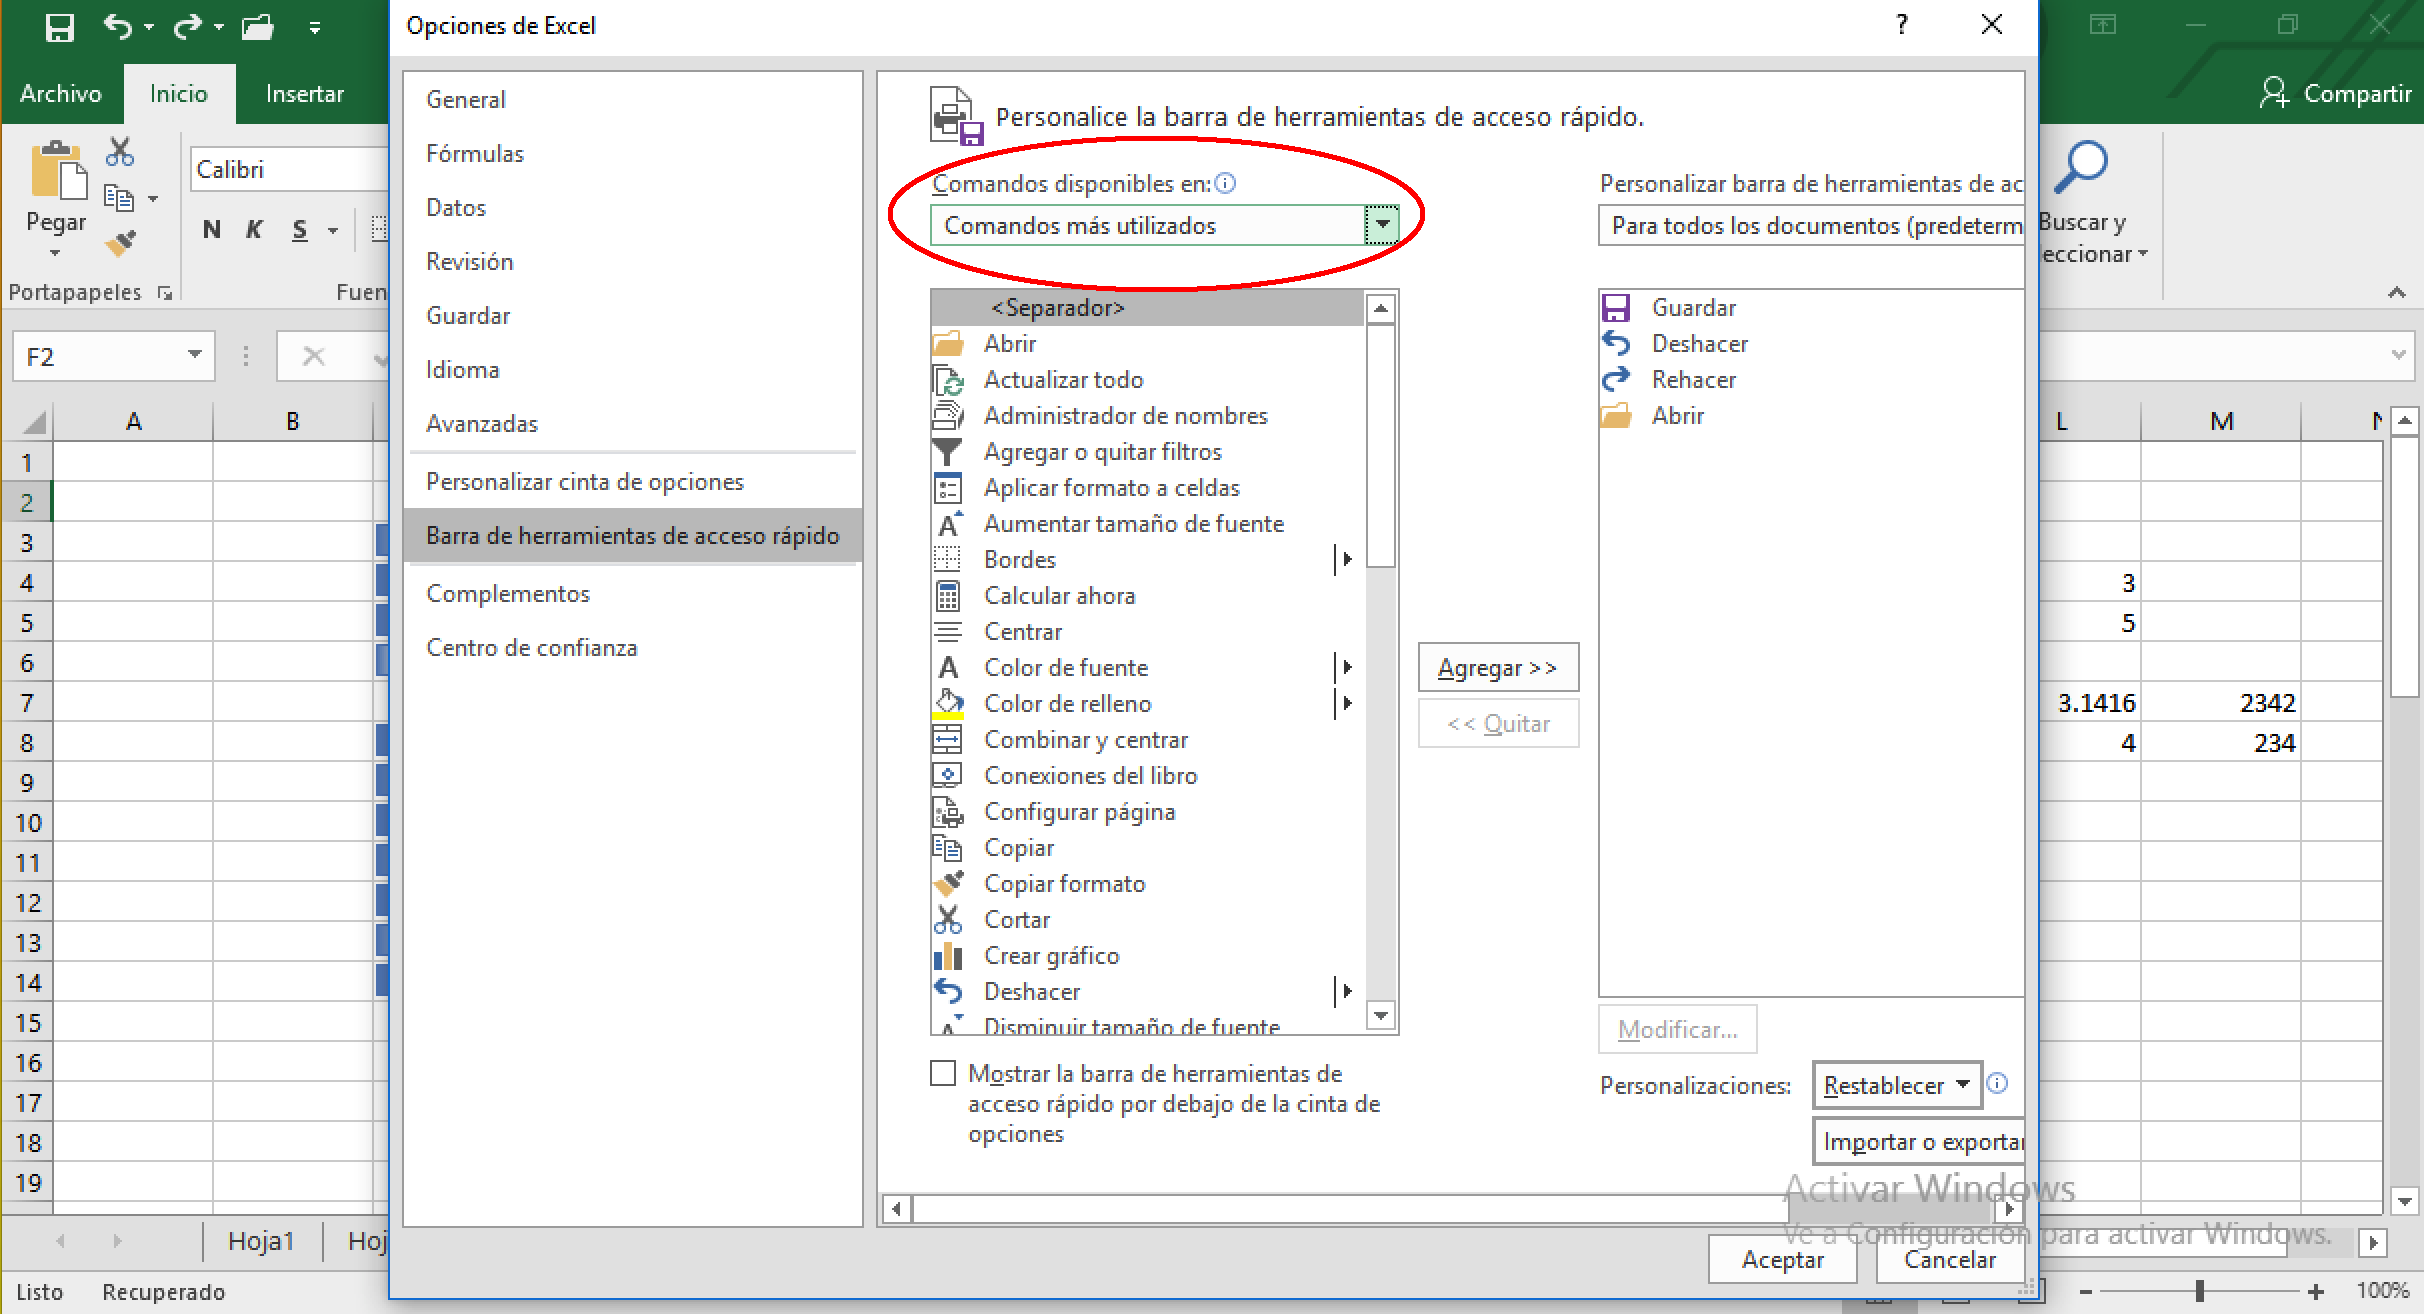 Opciones de Excel
?
Archivo
Inicio
Insertar
Compartir
Pegar
Calibri
N K S
Portapapeles
Fuen
Buscar y
eccionar
F2
A
B
L
M
1
2
3
4
5
6
7
8
9
10
11
12
13
14
15
16
17
18
19
General
Fórmulas
Datos
Revisión
Guardar
Idioma
Avanzadas
Personalizar cinta de opciones
Barra de herramientas de acceso rápido
Complementos
Centro de confianza
Personalice la barra de herramientas de acceso rápido.
Comandos disponibles en:
Comandos más utilizados
<Separador>
Abrir
Actualizar todo
Administrador de nombres
Agregar o quitar filtros
Aplicar formato a celdas
Aumentar tamaño de fuente
Bordes
Calcular ahora
Centrar
Color de fuente
Color de relleno
Combinar y centrar
Conexiones del libro
Configurar página
Copiar
Copiar formato
Cortar
Crear gráfico
Deshacer
Disminuir tamaño de fuente
Mostrar la barra de herramientas de
acceso rápido por debajo de la cinta de
opciones
Agregar >>
<< Quitar
Personalizar barra de herramientas de ac
Para todos los documentos (predeterm
Guardar
Deshacer
Rehacer
Abrir
Modificar...
Personalizaciones:
Restablecer
Importar o exportar
Aceptar
Cancelar
3
5
3.1416 2342
4 234
Activar Windows
Ve a Configuración para activar Windows.
Hoja1
Hoj
Listo
Recuperado
100%